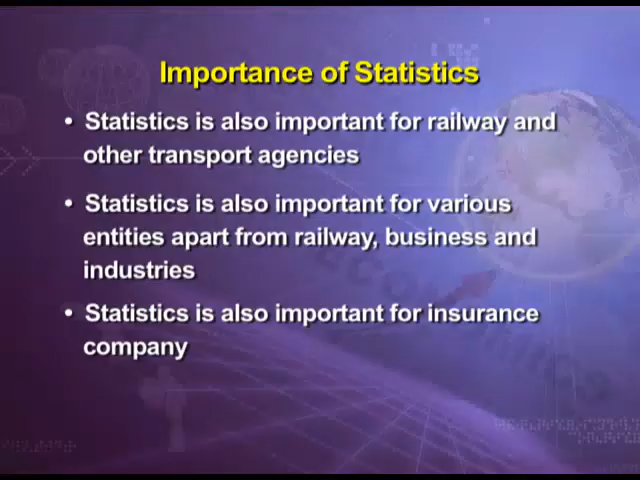 Importance of Statistics
• Statistics is also important for railway and
other transport agencies
• Statistics is also important for various
entities apart from railway, business and
industries
• Statistics is also important for insurance
company